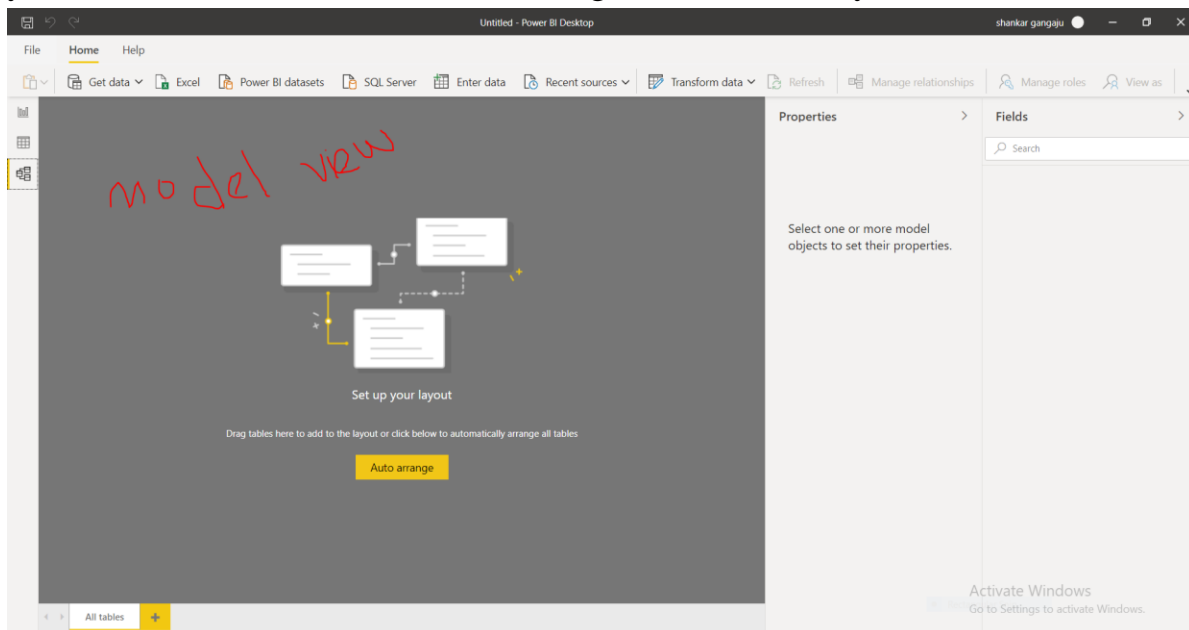 Untitled - Power BI Desktop
shankar gangaju
File Home Help
Get data Excel Power BI datasets SQL Server Enter data Recent sources Transform data Refresh Manage relationships Manage roles View as
Properties
Fields
Search
model view
Select one or more model
objects to set their properties.
Set up your layout
Drag tables here to add to the layout or click below to automatically arrange all tables
Auto arrange
Activate Windows
Go to Settings to activate Windows.
All tables +